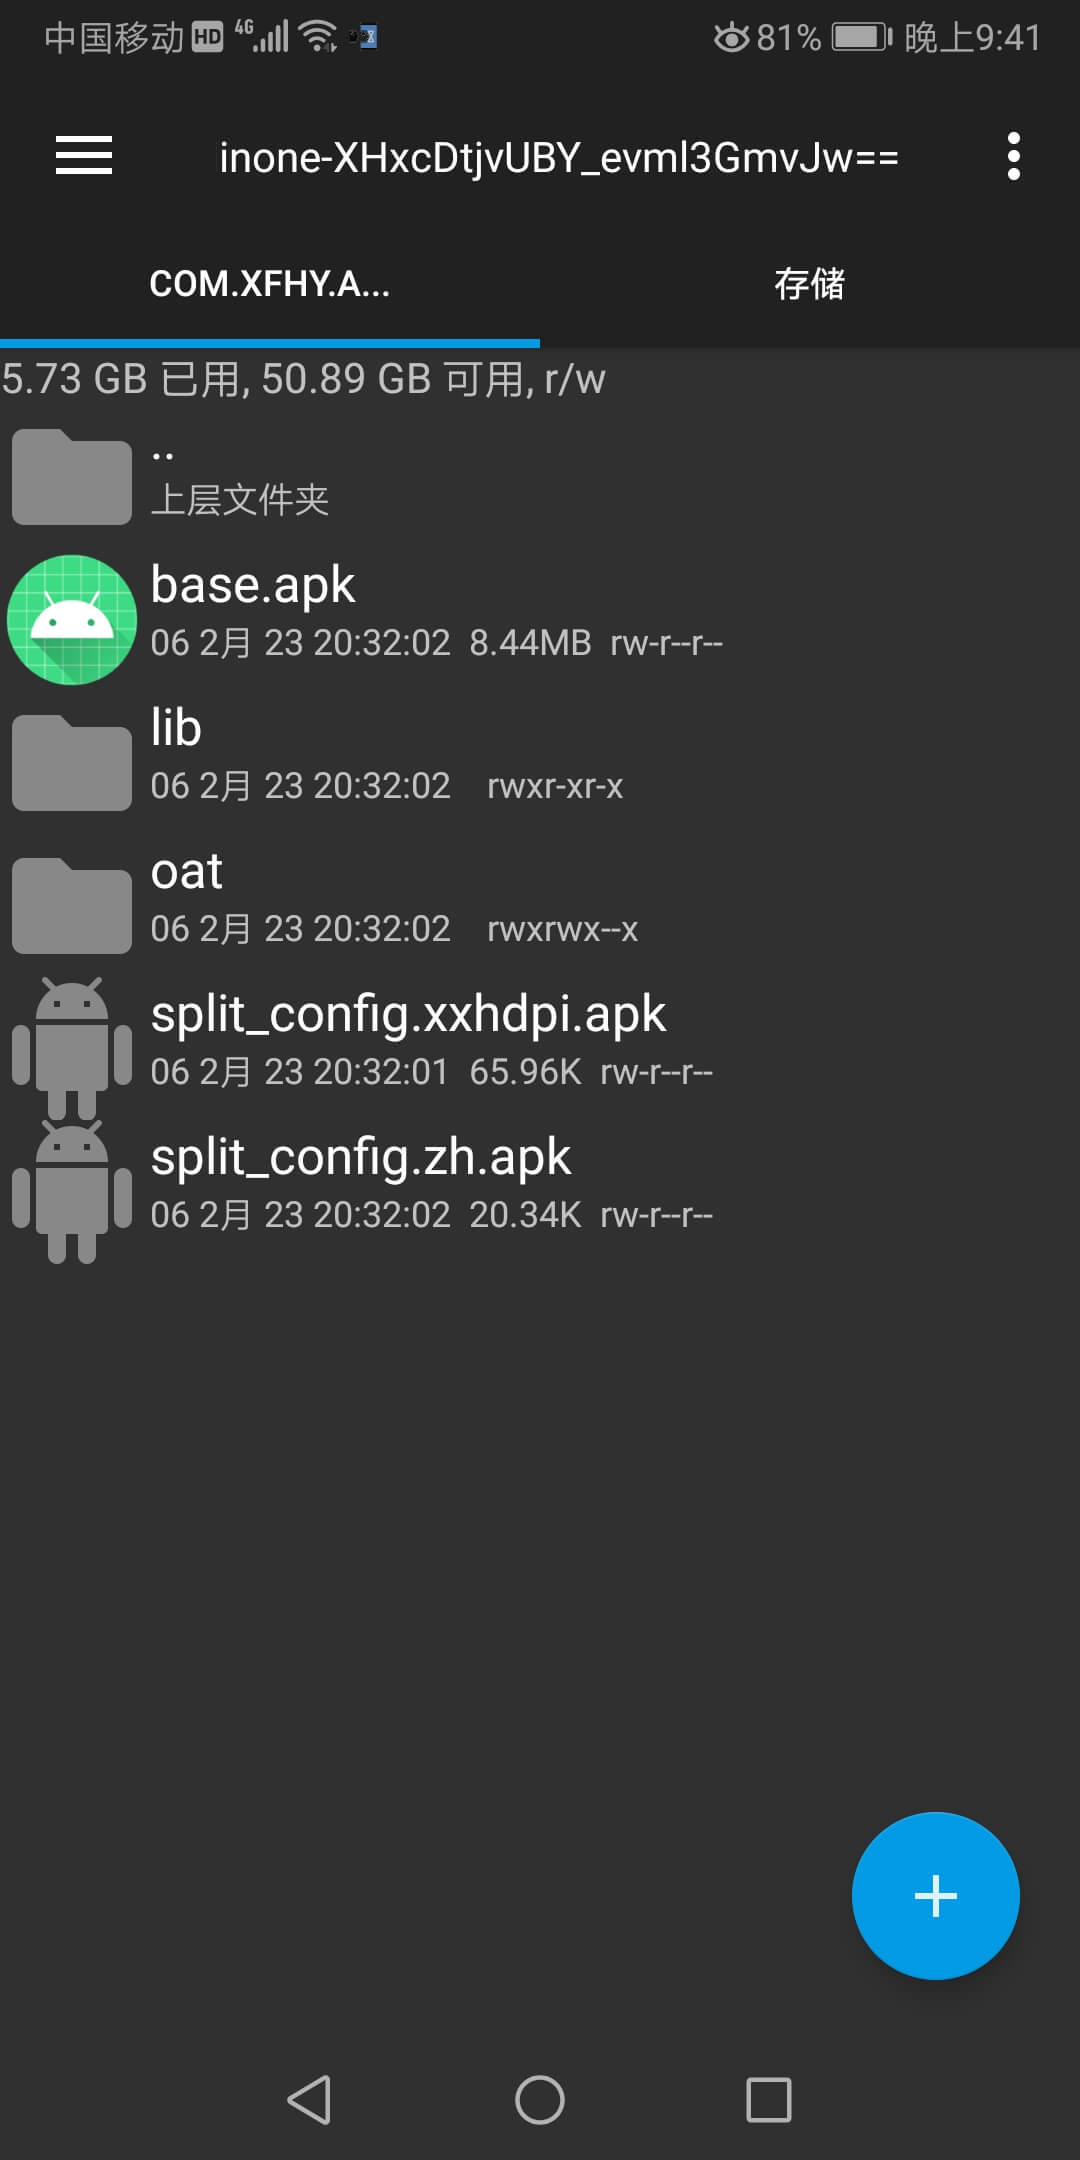 中国移动 HD 4G 81% 晚上9:41
inone-XHxcDtjvUBY_evml3GmvJw==
COM.XFHY.A... 存储
5.73 GB 已用, 50.89 GB 可用, r/w
..
上层文件夹
base.apk
06 2月 23 20:32:02 8.44MB rw-r--r--
lib
06 2月 23 20:32:02 rwxr-xr-x
oat
06 2月 23 20:32:02 rwxrwx--x
split_config.xxhdpi.apk
06 2月 23 20:32:01 65.96K rw-r--r--
split_config.zh.apk
06 2月 23 20:32:02 20.34K rw-r--r--